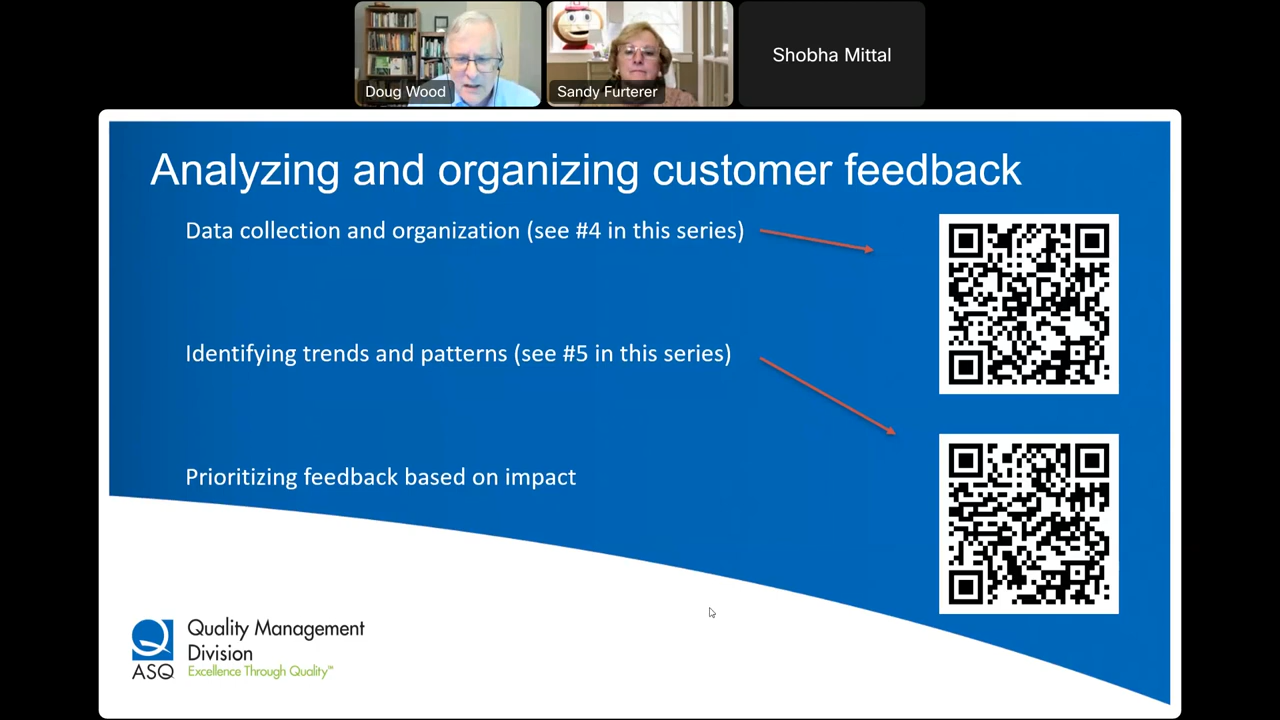 Doug Wood
Sandy Furterer
Shobha Mittal
Analyzing and organizing customer feedback
Data collection and organization (see #4 in this series)
Identifying trends and patterns (see #5 in this series)
Prioritizing feedback based on impact
Quality Management
Division
Excellence Through Quality™
ASQ